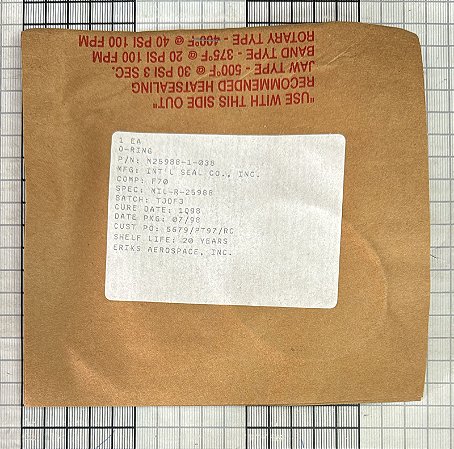 "USE WITH THIS SIDE OUT"
RECOMMENDED HEATSEALING
JAW TYPE - 500°F @ 30 PSI 3 SEC.
BAND TYPE - 375°F @ 20 PSI 100 FPM
ROTARY TYPE - 400°F @ 40 PSI 100 FPM
1 EA
O-RING
P/N: M25988-1-038
MFG: INT'L SEAL CO., INC.
COMP: F70
SPEC: MIL-R-25988
BATCH:
CURE DATE: 1Q98
DATE PKG: 07/98
CUST PO: 5679/PT97/RC
SHELF LIFE: 20 YEARS
ERIKS AEROSPACE, INC.